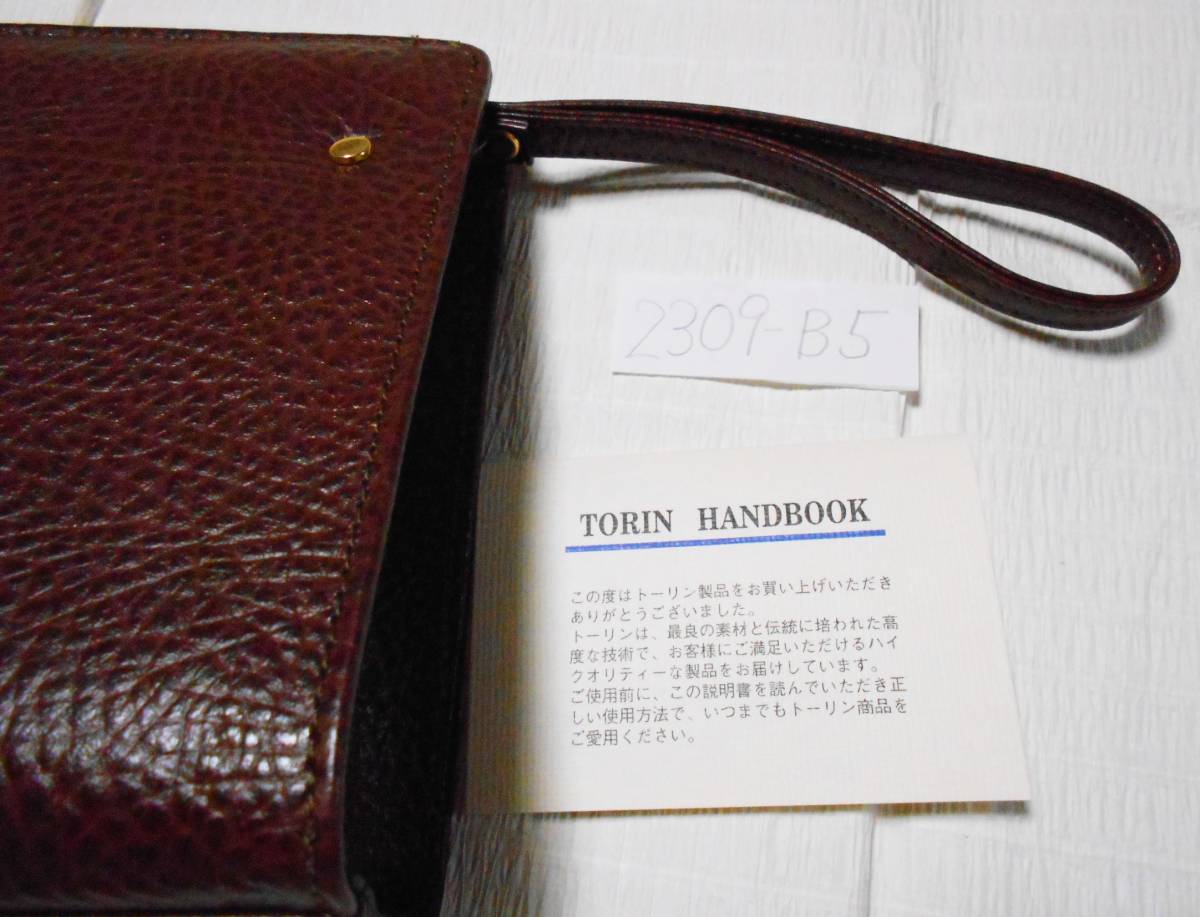 2309-B5
TORIN HANDBOOK
この度はトーリン製品をお買い上げいただき
ありがとうございました。
トーリンは、最良の素材と伝統に培われた高
度な技術で、お客様にご満足いただけるハイ
クオリティーな製品をお届けしています。
ご使用前に、この説明書を読んでいただき正
しい使用方法で、いつまでもトーリン商品を
ご愛用ください。